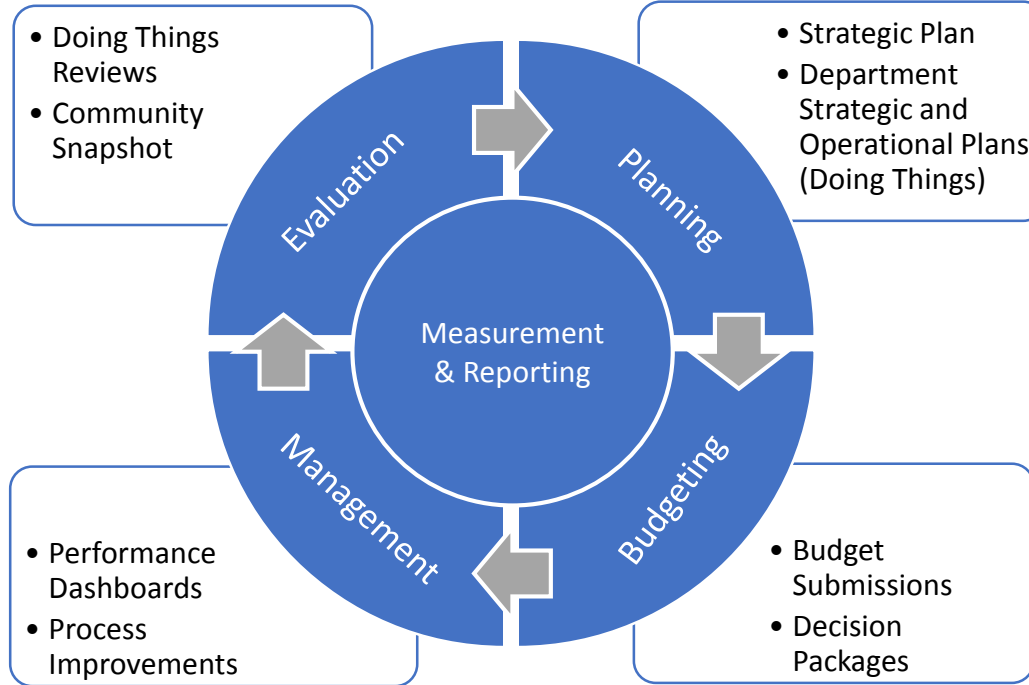 • Doing Things
Reviews
• Community
Snapshot
• Strategic Plan
• Department
Strategic and
Operational Plans
(Doing Things)
Evaluation
Planning
Measurement
& Reporting
Management
Budgeting
• Performance
Dashboards
• Process
Improvements
• Budget
Submissions
• Decision
Packages